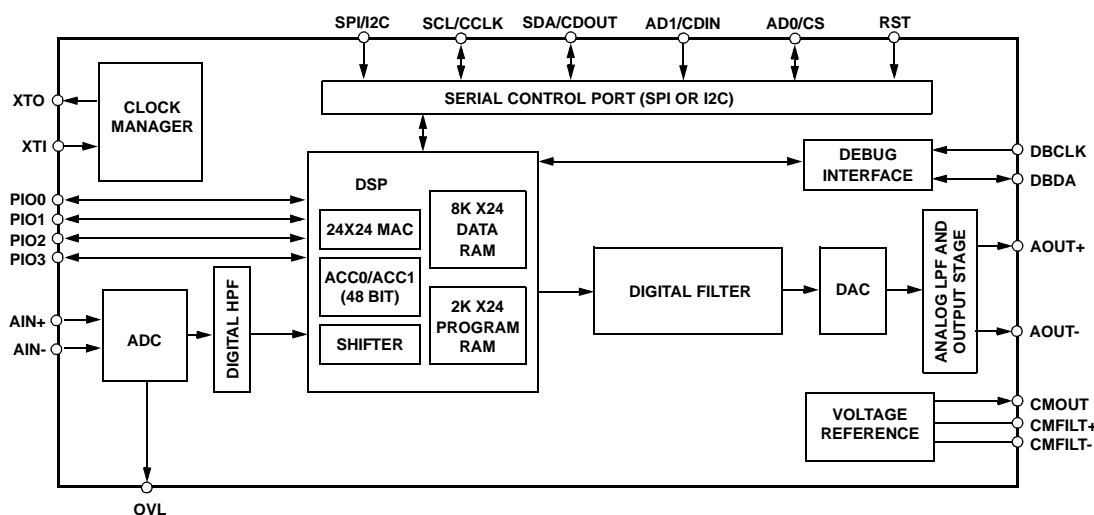 SPI/I2C
SCL/CCLK
SDA/CDOUT
AD1/CDIN
AD0/CS
RST
SERIAL CONTROL PORT (SPI OR I2C)
XTO
XTI
CLOCK
MANAGER
PIO0
PIO1
PIO2
PIO3
AIN+
AIN-
ADC
DIGITAL HPF
DSP
24X24 MAC
ACC0/ACC1
(48 BIT)
SHIFTER
8K X24
DATA
RAM
2K X24
PROGRAM
RAM
DEBUG
INTERFACE
DBCLK
DBDA
DIGITAL FILTER
DAC
ANALOG LPF AND
OUTPUT STAGE
AOUT+
AOUT-
VOLTAGE
REFERENCE
CMOUT
CMFILT+
CMFILT-
OVL